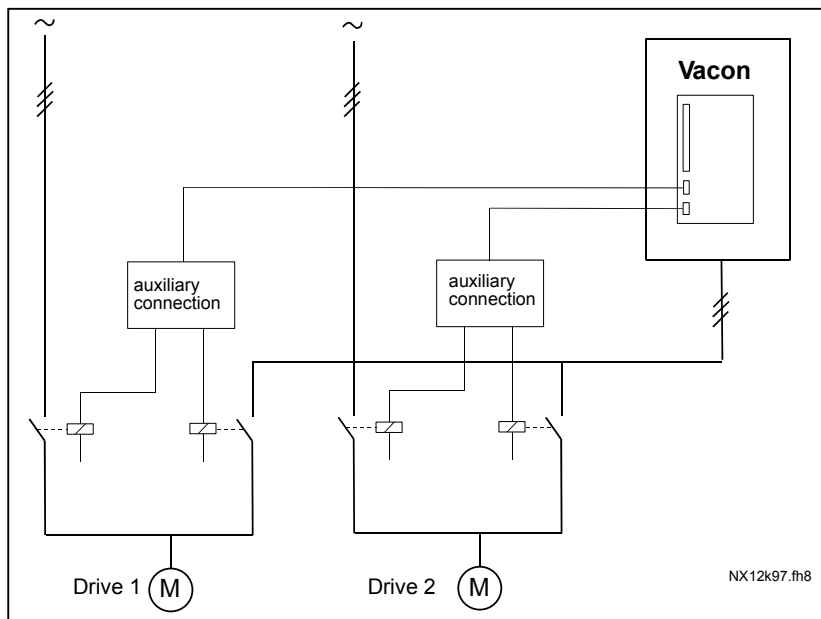 ∼
∼
Vacon
auxiliary
connection
auxiliary
connection
Drive 1
M
Drive 2
M
NX12k97.fh8